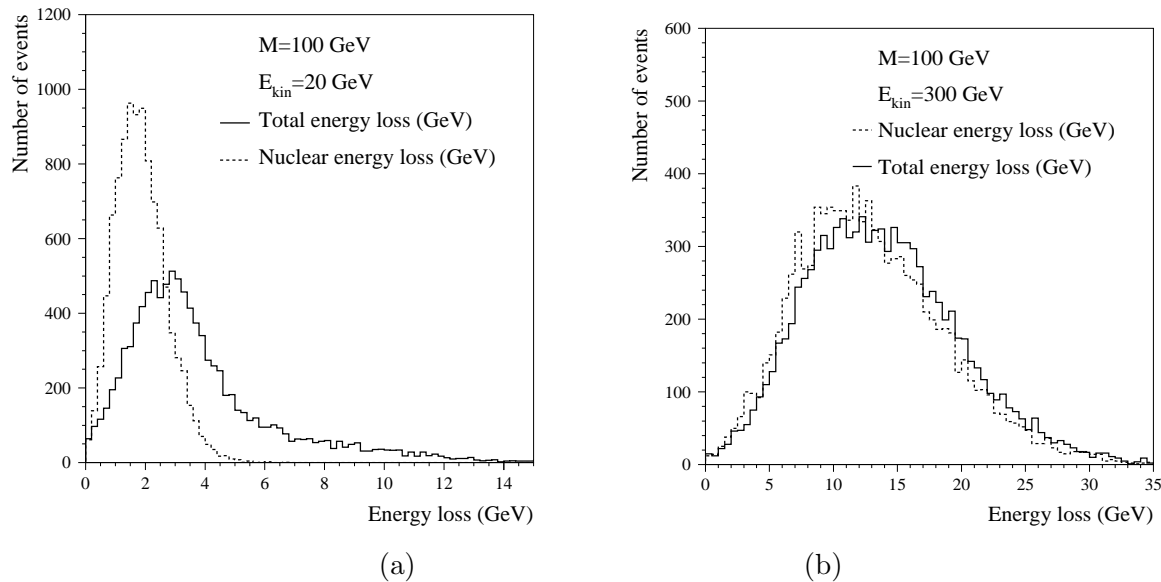 Number of events
1200
1000
800
600
400
200
0
M=100 GeV
E_kin=20 GeV
Total energy loss (GeV)
Nuclear energy loss (GeV)
0 2 4 6 8 10 12 14
Energy loss (GeV)
(a)
Number of events
600
500
400
300
200
100
0
M=100 GeV
E_kin=300 GeV
Nuclear energy loss (GeV)
Total energy loss (GeV)
0 5 10 15 20 25 30 35
Energy loss (GeV)
(b)